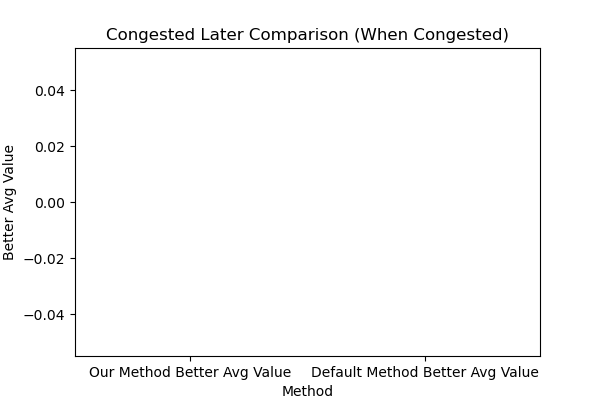 Congested Later Comparison (When Congested)
0.04
0.02
0.00
−0.02
−0.04
Better Avg Value
Our Method Better Avg Value
Default Method Better Avg Value
Method